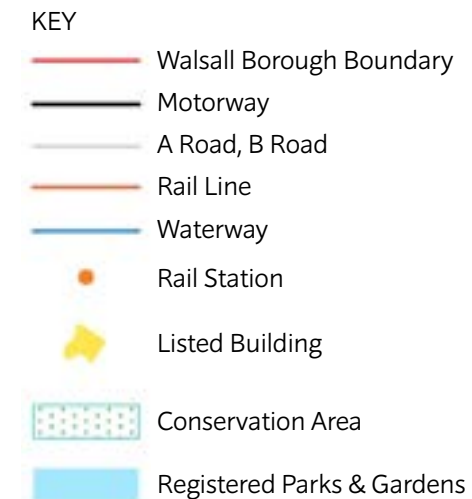 KEY
Walsall Borough Boundary
Motorway
A Road, B Road
Rail Line
Waterway
Rail Station
Listed Building
Conservation Area
Registered Parks & Gardens